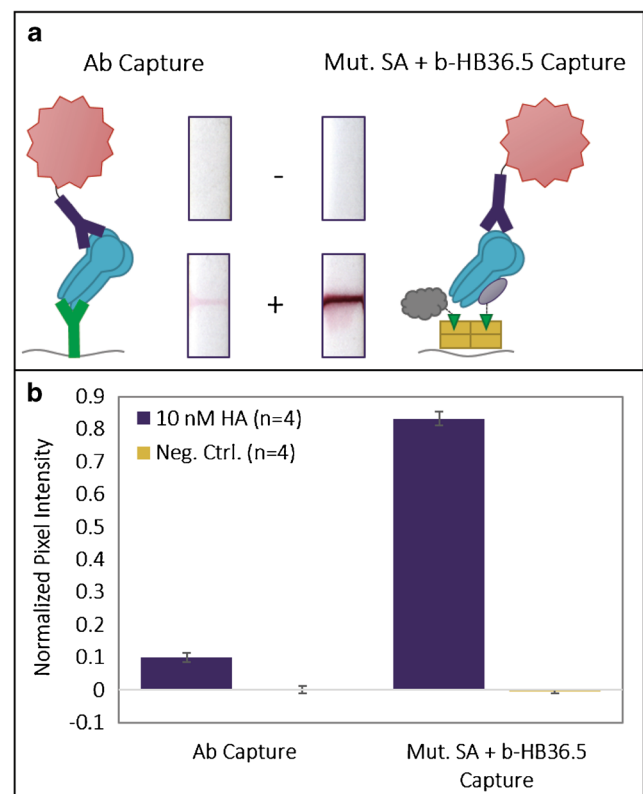 a
Ab Capture
Mut. SA + b-HB36.5 Capture
-
+
b
0.9
0.8
0.7
0.6
0.5
0.4
0.3
0.2
0.1
0
-0.1
Normalized Pixel Intensity
10 nM HA (n=4)
Neg. Ctrl. (n=4)
Ab Capture
Mut. SA + b-HB36.5
Capture